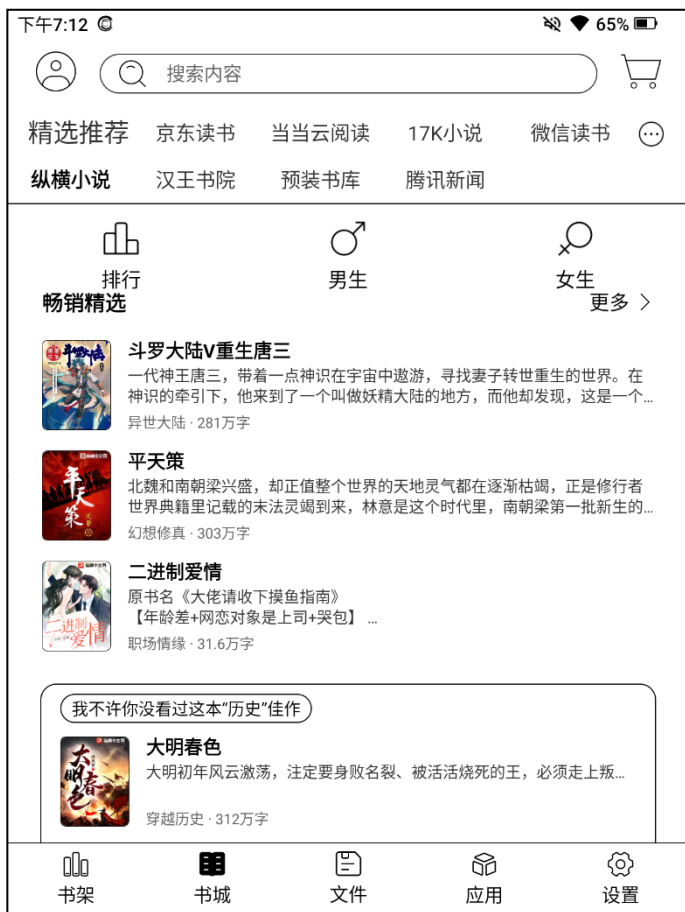 下午7:12
65%
搜索内容
精选推荐 京东读书 当当云阅读 17K小说 微信读书
纵横小说 汉王书院 预装书库 腾讯新闻
排行 男生 女生
畅销精选 更多
斗罗大陆V重生唐三
一代神王唐三，带着一点神识在宇宙中遨游，寻找妻子转世重生的世界。在
神识的牵引下，他来到了一个叫做妖精大陆的地方，而他却发现，这是一个...
异世大陆 · 281万字
平天策
平天策
北魏和南朝梁兴盛，却正值整个世界的天地灵气都在逐渐枯竭，正是修行者
世界典籍里记载的末法灵竭到来，林意是这个时代里，南朝梁第一批新生的...
幻想修真 · 303万字
二进制爱情
二进制
爱情
原书名《大佬请收下摸鱼指南》
【年龄差+网恋对象是上司+哭包】 ...
职场情缘 · 31.6万字
我不许你没看过这本“历史”佳作
大明春色
大明春色
大明初年风云激荡，注定要身败名裂、被活活烧死的王，必须走上叛...
穿越历史 · 312万字
书架 书城 文件 应用 设置